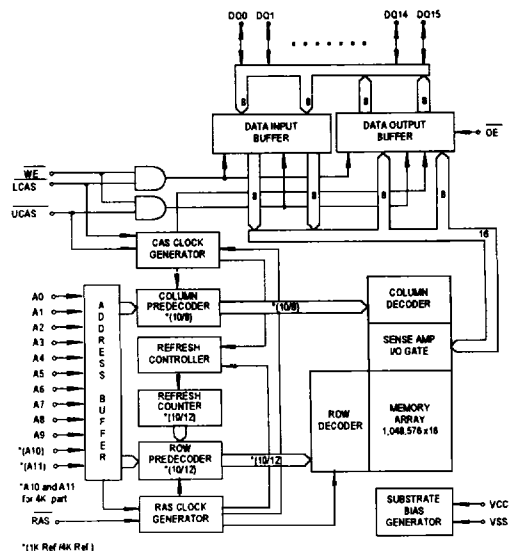 DQ0 DQ1 DQ14 DQ15
8 8 8 8
DATA INPUT
BUFFER
DATA OUTPUT
BUFFER
OE
WE
LCAS
UCAS
8 8 8 8
16
CAS CLOCK
GENERATOR
A0
A1
A2
A3
A4
A5
A6
A7
A8
A9
*(A10)
*(A11)
*A10 and A11
for 4K part
RAS
ADDRESS BUFFER
COLUMN
PREDECODER
*(10/8)
*(10/8)
REFRESH
CONTROLLER
REFRESH
COUNTER
*(10/12)
ROW
PREDECODER
*(10/12)
*(10/12)
RAS CLOCK
GENERATOR
COLUMN
DECODER
SENSE AMP
I/O GATE
ROW
DECODER
MEMORY
ARRAY
1,048,576 x16
SUBSTRATE
BIAS
GENERATOR
VCC
VSS
*(1K Ref /4K Ref)